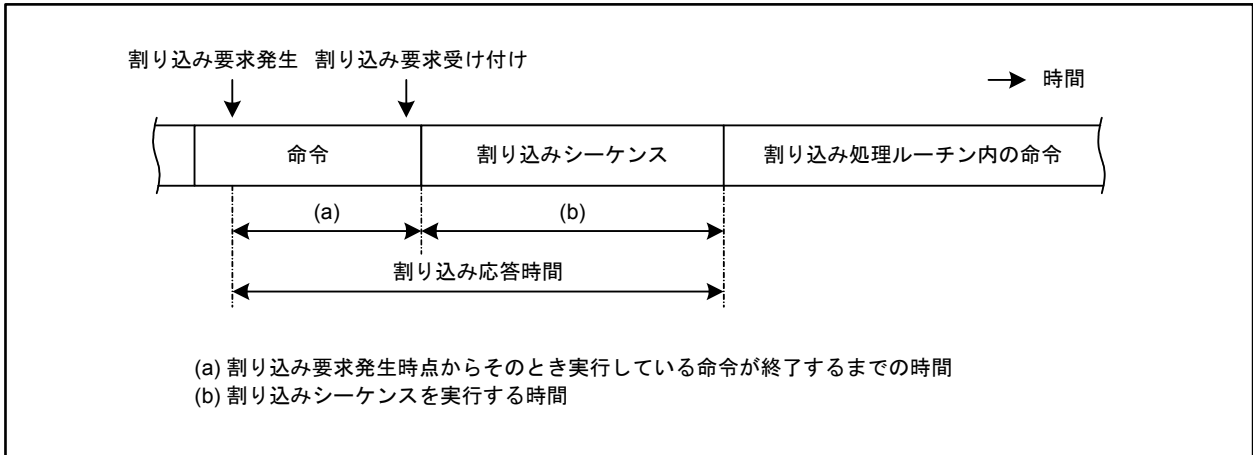 割り込み要求発生 割り込み要求受け付け
時間
命令 割り込みシーケンス 割り込み処理ルーチン内の命令
(a) (b)
割り込み応答時間
(a) 割り込み要求発生時点からそのとき実行している命令が終了するまでの時間
(b) 割り込みシーケンスを実行する時間